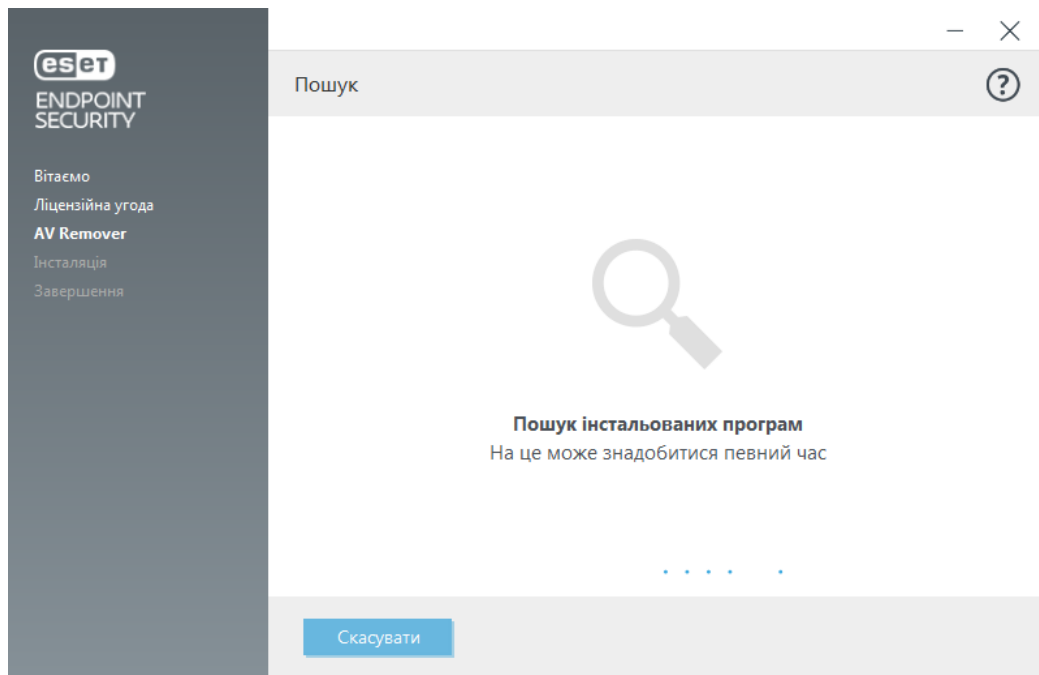 eset
ENDPOINT
SECURITY
Вітаємо
Ліцензійна угода
AV Remover
Інсталяція
Завершення
Пошук
?
Пошук інстальованих програм
На це може знадобитися певний час
Скасувати